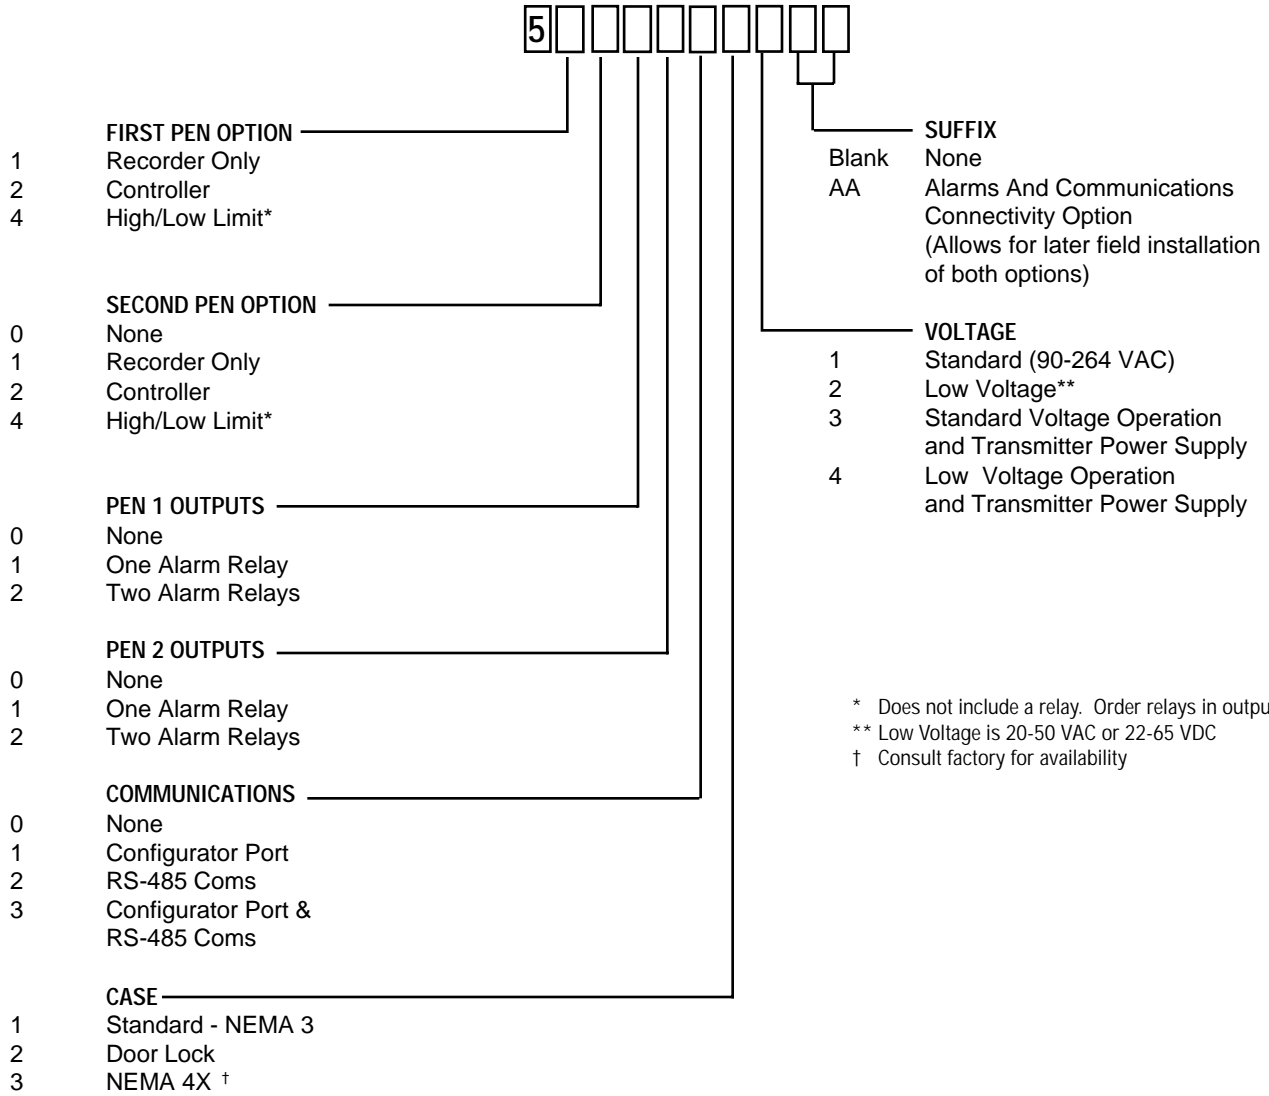 5
FIRST PEN OPTION
1 Recorder Only
2 Controller
4 High/Low Limit*
SECOND PEN OPTION
0 None
1 Recorder Only
2 Controller
4 High/Low Limit*
PEN 1 OUTPUTS
0 None
1 One Alarm Relay
2 Two Alarm Relays
PEN 2 OUTPUTS
0 None
1 One Alarm Relay
2 Two Alarm Relays
COMMUNICATIONS
0 None
1 Configurator Port
2 RS-485 Coms
3 Configurator Port &
RS-485 Coms
CASE
1 Standard - NEMA 3
2 Door Lock
3 NEMA 4X †
SUFFIX
Blank None
AA Alarms And Communications
Connectivity Option
(Allows for later field installation
of both options)
VOLTAGE
1 Standard (90-264 VAC)
2 Low Voltage**
3 Standard Voltage Operation
and Transmitter Power Supply
4 Low Voltage Operation
and Transmitter Power Supply
* Does not include a relay. Order relays in outpu
** Low Voltage is 20-50 VAC or 22-65 VDC
† Consult factory for availability